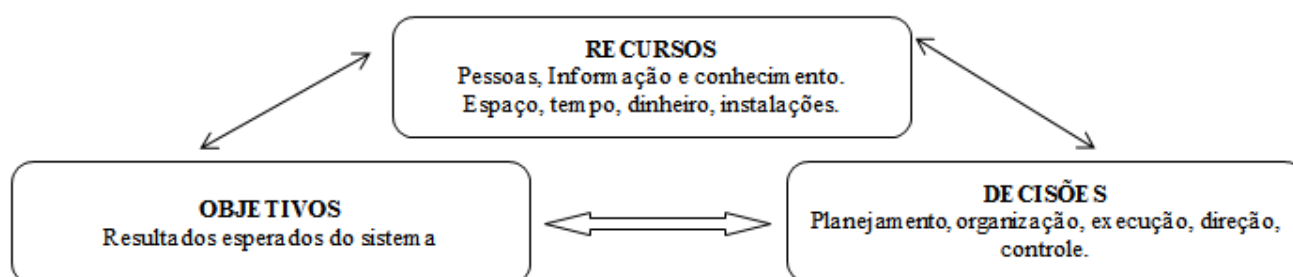 RECURSOS
Pessoas, Informação e conhecimento.
Espaço, tempo, dinheiro, instalações.
OBJETIVOS
Resultados esperados do sistema
DECISÕES
Planejamento, organização, execução, direção,
controle.